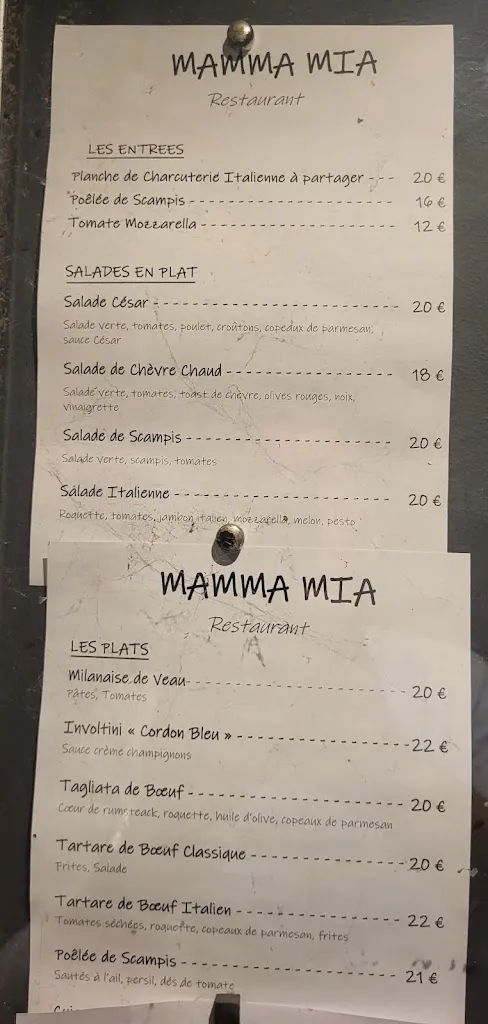 MAMMA MIA
Restaurant
LES ENTREES
Planche de Charcuterie Italienne à partager --- 20 €
Poêlée de Scampis ---------------------- 16 €
Tomate Mozzarella --------------------- 12 €
SALADES EN PLAT
Salade César -------------------------- 20 €
Salade verte, tomates, poulet, croûtons, copeaux de parmesan,
sauce César
Salade de Chèvre Chaud ------------------ 18 €
Salade verte, tomates, toast de chèvre, olives rouges, noix,
vinaigrette
Salade de Scampis ---------------------- 20 €
Salade verte, scampis, tomates
Salade Italienne ------------------------ 20 €
Roquette, tomates, jambon italien, mozzarella, melon, pesto
MAMMA MIA
Restaurant
LES PLATS
Milanaise de Veau----------------------- 20 €
Pâtes, Tomates
Involtini « Cordon Bleu » ------------------22 €
Sauce crème champignons
Tagliata de Bœuf ----------------------- 20 €
Cœur de rumsteack, roquette, huile d'olive, copeaux de parmesan
Tartare de Bœuf Classique ---------------- 20 €
Frites, Salade
Tartare de Bœuf Italien ------------------ 22 €
Tomates séchées, roquette, copeaux de parmesan, frites
Poêlée de Scampis ---------------------- 21 €
Sautés à l'ail, persil, dés de tomate